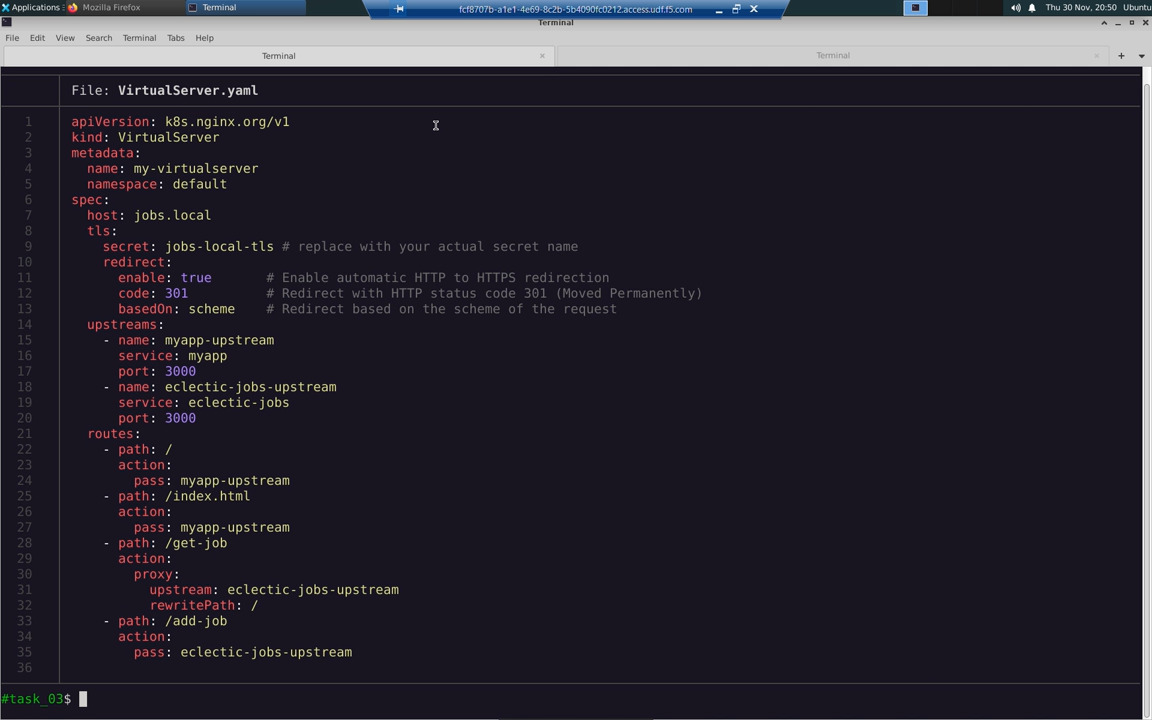 Applications
Mozilla Firefox
Terminal
fcf8707b-a1e1-4e69-8c2b-5b4090fc0212.access.udf.f5.com
Thu 30 Nov, 20:50 Ubuntu
Terminal
File Edit View Search Terminal Tabs Help
Terminal
Terminal
File: VirtualServer.yaml
1 apiVersion: k8s.nginx.org/v1
2 kind: VirtualServer
3 metadata:
4   name: my-virtualserver
5   namespace: default
6 spec:
7   host: jobs.local
8   tls:
9     secret: jobs-local-tls # replace with your actual secret name
10     redirect:
11       enable: true       # Enable automatic HTTP to HTTPS redirection
12       code: 301          # Redirect with HTTP status code 301 (Moved Permanently)
13       basedOn: scheme    # Redirect based on the scheme of the request
14   upstreams:
15     - name: myapp-upstream
16       service: myapp
17       port: 3000
18     - name: eclectic-jobs-upstream
19       service: eclectic-jobs
20       port: 3000
21   routes:
22     - path: /
23       action:
24         pass: myapp-upstream
25     - path: /index.html
26       action:
27         pass: myapp-upstream
28     - path: /get-job
29       action:
30         proxy:
31           upstream: eclectic-jobs-upstream
32           rewritePath: /
33     - path: /add-job
34       action:
35         pass: eclectic-jobs-upstream
36
#task_03$